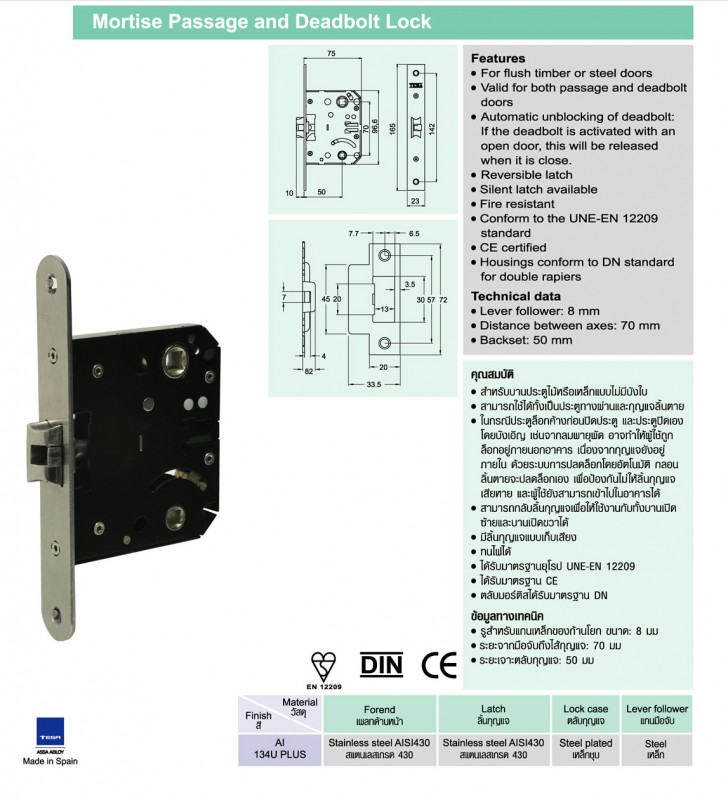 Mortise Passage and Deadbolt Lock
75
70
96,6
165
142
10
50
23
Features
• For flush timber or steel doors
• Valid for both passage and deadbolt
doors
• Automatic unblocking of deadbolt:
If the deadbolt is activated with an
open door, this will be released
when it is close.
• Reversible latch
• Silent latch available
• Fire resistant
• Conform to the UNE-EN 12209
standard
• CE certified
• Housings conform to DN standard
for double rapiers
Technical data
• Lever follower: 8 mm
• Distance between axes: 70 mm
• Backset: 50 mm
7.7
6.5
7
45
20
3.5
13
30
57
72
4
62
20
33.5
คุณสมบัติ
• สำหรับบานประตูไม้หรือเหล็กแบบไม่มีบังใบ
• สามารถใช้ได้ทั้งเป็นประตูทางผ่านและกุญแจลิ้นตาย
• ในกรณีประตูล็อกค้างก่อนปิดประตู และประตูปิดเอง
โดยบังเอิญ เช่นจากลมพายุพัด อาจทำให้ผู้ใช้ถูก
ล็อกอยู่ภายนอกอาคาร เนื่องจากกุญแจยังอยู่
ภายใน ด้วยระบบการปลดล็อกโดยอัตโนมัติ กลอน
ลิ้นตายจะปลดล็อกเอง เพื่อป้องกันไม่ให้ลิ้นกุญแจ
เสียหาย และผู้ใช้ยังสามารถเข้าไปในอาคารได้
• สามารถกลับลิ้นกุญแจเพื่อให้ใช้งานกับทั้งบานเปิด
ซ้ายและบานเปิดขวาได้
• มีลิ้นกุญแจแบบเก็บเสียง
• ทนไฟได้
• ได้รับมาตรฐานยุโรป UNE-EN 12209
• ได้รับมาตรฐาน CE
• ตลับมอร์ติสได้รับมาตรฐาน DN
ข้อมูลทางเทคนิค
• รูสำหรับแกนเหล็กของก้านโยก ขนาด: 8 มม
• ระยะจากมือจับถึงไส้กุญแจ: 70 มม
• ระยะเจาะตลับกุญแจ: 50 มม
EN 12209
DIN
CE
Material
วัสดุ
Finish
สี
Forend
เพลทด้านหน้า
Latch
ลิ้นกุญแจ
Lock case
ตลับกุญแจ
Lever follower
แกนมือจับ
AI
134U PLUS
Stainless steel AISI430
สแตนเลสเกรด 430
Stainless steel AISI430
สแตนเลสเกรด 430
Steel plated
เหล็กชุบ
Steel
เหล็ก
TESA
ASSA ABLOY
Made in Spain